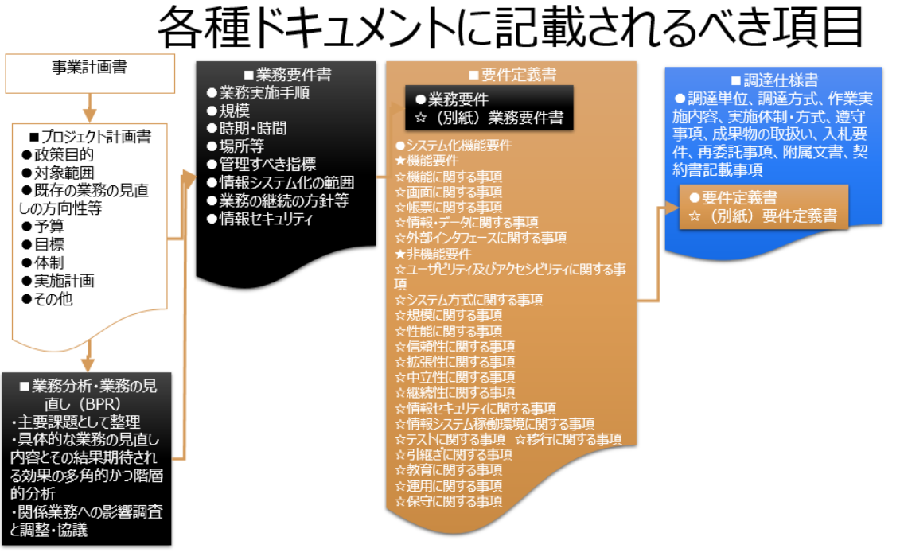 各種ドキュメントに記載されるべき項目
事業計画書
■プロジェクト計画書
●政策目的
●対象範囲
●既存の業務の見直
しの方向性等
●予算
●目標
●体制
●実施計画
●その他
■業務分析・業務の見
直し（BPR）
・主要課題として整理
・具体的な業務の見直し
内容とその結果期待され
る効果の多角的かつ階層
的分析
・関係業務への影響調査
と調整・協議
■業務要件書
●業務実施手順
●規模
●時期・時間
●場所等
●管理すべき指標
●情報システム化の範囲
●業務の継続の方針等
●情報セキュリティ
■要件定義書
●業務要件
☆（別紙）業務要件書
●システム化機能要件
★機能要件
☆機能に関する事項
☆画面に関する事項
☆帳票に関する事項
☆情報・データに関する事項
☆外部インタフェースに関する事項
★非機能要件
☆ユーザビリティ及びアクセシビリティに関する事
項
☆システム方式に関する事項
☆規模に関する事項
☆性能に関する事項
☆信頼性に関する事項
☆拡張性に関する事項
☆中立性に関する事項
☆継続性に関する事項
☆情報セキュリティに関する事項
☆情報システム稼働環境に関する事項
☆テストに関する事項　☆移行に関する事項
☆引継ぎに関する事項
☆教育に関する事項
☆運用に関する事項
☆保守に関する事項
■調達仕様書
●調達単位、調達方式、作業実
施内容、実施体制・方式、遵守
事項、成果物の取扱い、入札要
件、再委託事項、附属文書、契
約書記載事項
●要件定義書
☆（別紙）要件定義書